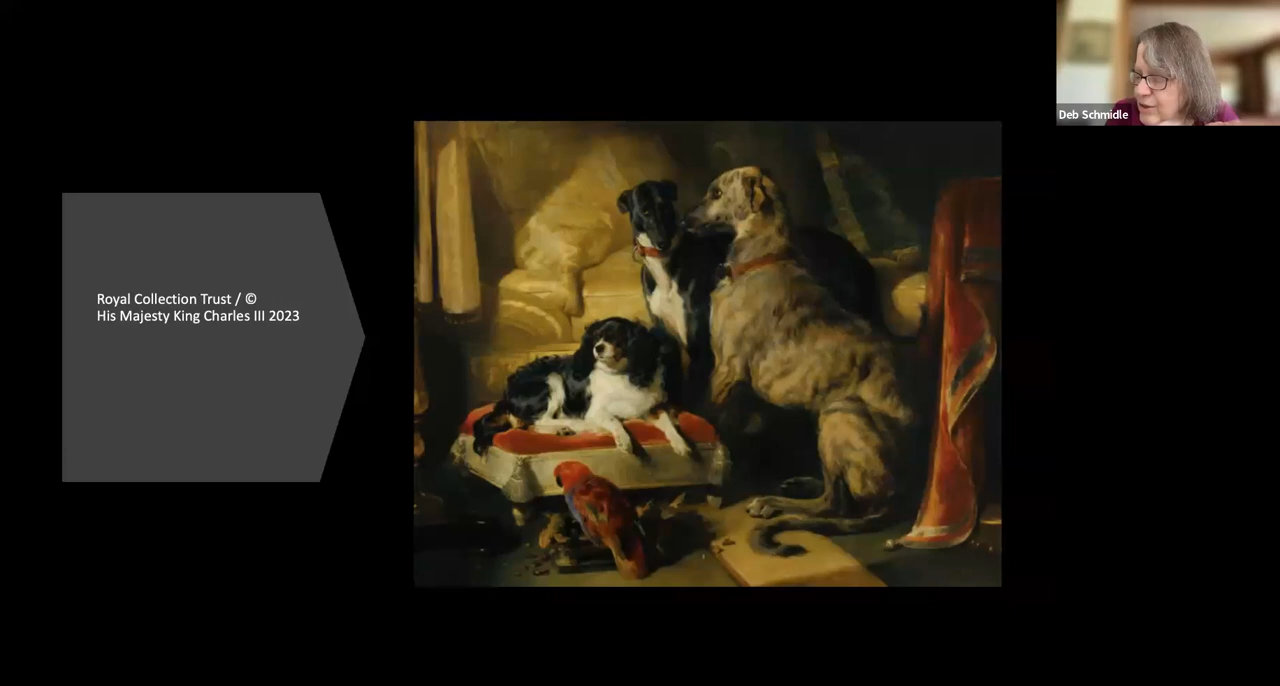 Royal Collection Trust / ©
His Majesty King Charles III 2023
Deb Schmidle